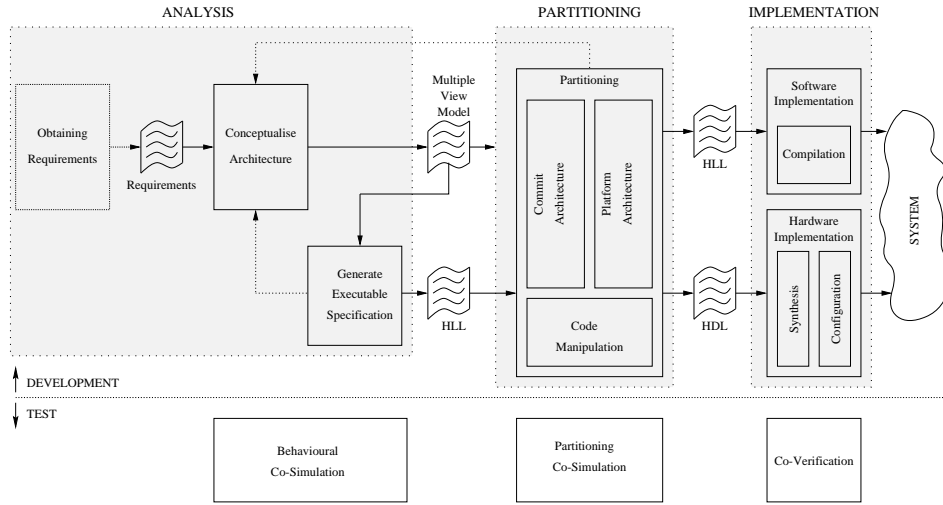 ANALYSIS
PARTITIONING
IMPLEMENTATION
Obtaining
Requirements
Requirements
Conceptualise
Architecture
Multiple
View
Model
Generate
Executable
Specification
HLL
Partitioning
Commit
Architecture
Platform
Architecture
Code
Manipulation
HLL
HDL
Software
Implementation
Compilation
Hardware
Implementation
Synthesis
Configuration
SYSTEM
DEVELOPMENT
TEST
Behavioural
Co-Simulation
Partitioning
Co-Simulation
Co-Verification